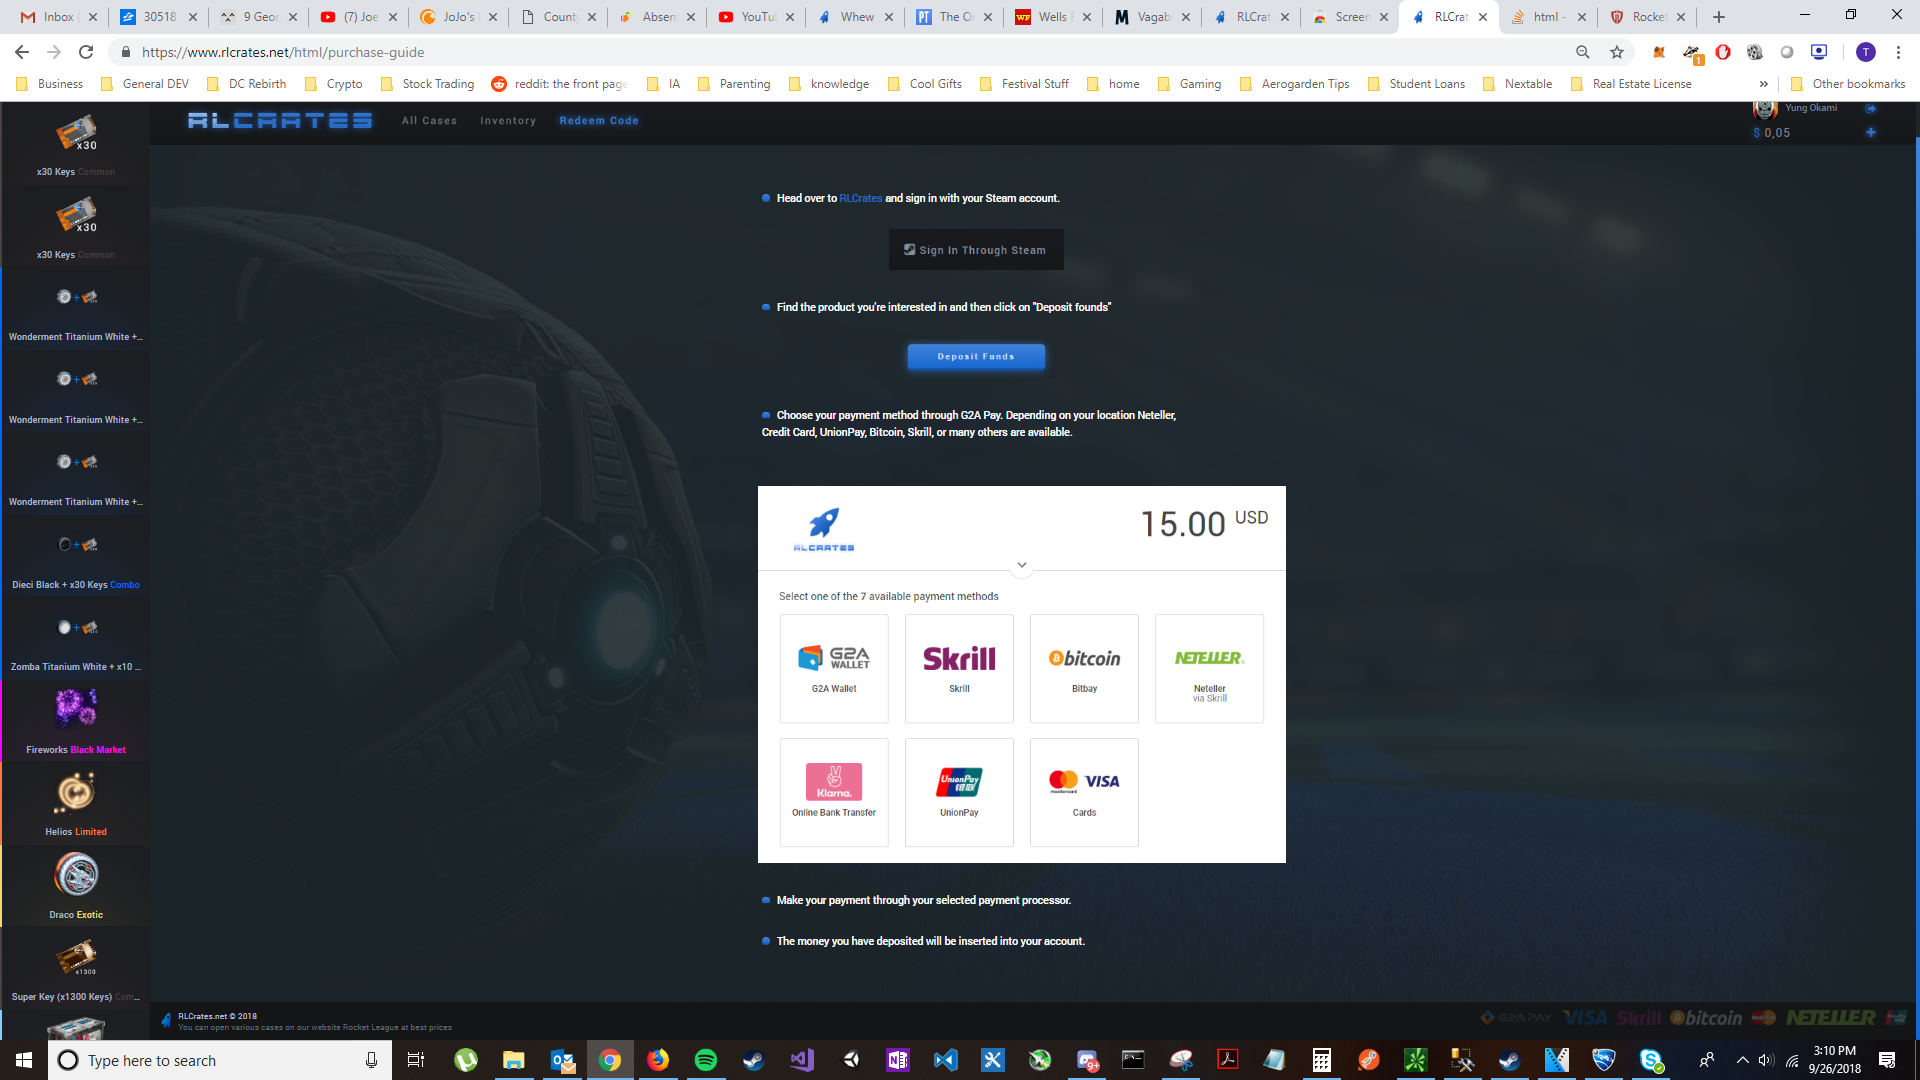 Inbox (
30518
9 Geor
(7) Joe
JoJo's
County
Absent
YouTu
Whew
The Or
Wells F
Vagab
RLCrat
Screen
RLCrat
html -
Rocket
https://www.rlcrates.net/html/purchase-guide
1
T
Business
General DEV
DC Rebirth
Crypto
Stock Trading
reddit: the front page
IA
Parenting
knowledge
Cool Gifts
Festival Stuff
home
Gaming
Aerogarden Tips
Student Loans
Nextable
Real Estate License
»
Other bookmarks
RLCRATES
All Cases
Inventory
Redeem Code
Yung Okami
$ 0,05
x30
x30 Keys Common
x30
x30 Keys Common
Wonderment Titanium White +...
Wonderment Titanium White +...
Wonderment Titanium White +...
Dieci Black + x30 Keys Combo
Zomba Titanium White + x10 ...
Fireworks Black Market
Helios Limited
Draco Exotic
x1300
Super Key (x1300 Keys) Com...
Head over to RLCrates and sign in with your Steam account.
Sign In Through Steam
Find the product you're interested in and then click on "Deposit founds"
Deposit Funds
Choose your payment method through G2A Pay. Depending on your location Neteller,
Credit Card, UnionPay, Bitcoin, Skrill, or many others are available.
RLCRATES
15.00 USD
Select one of the 7 available payment methods
G2A WALLET
G2A Wallet
Skrill
Skrill
bitcoin
Bitbay
NETELLER
Neteller
via Skrill
Klarna.
Online Bank Transfer
UnionPay
银联
UnionPay
mastercard
VISA
Cards
Make your payment through your selected payment processor.
The money you have deposited will be inserted into your account.
RLCrates.net © 2018
You can open various cases on our website Rocket League at best prices
G2A PAY
VISA
Skrill
bitcoin
NETELLER
Type here to search
9+
3:10 PM
9/26/2018